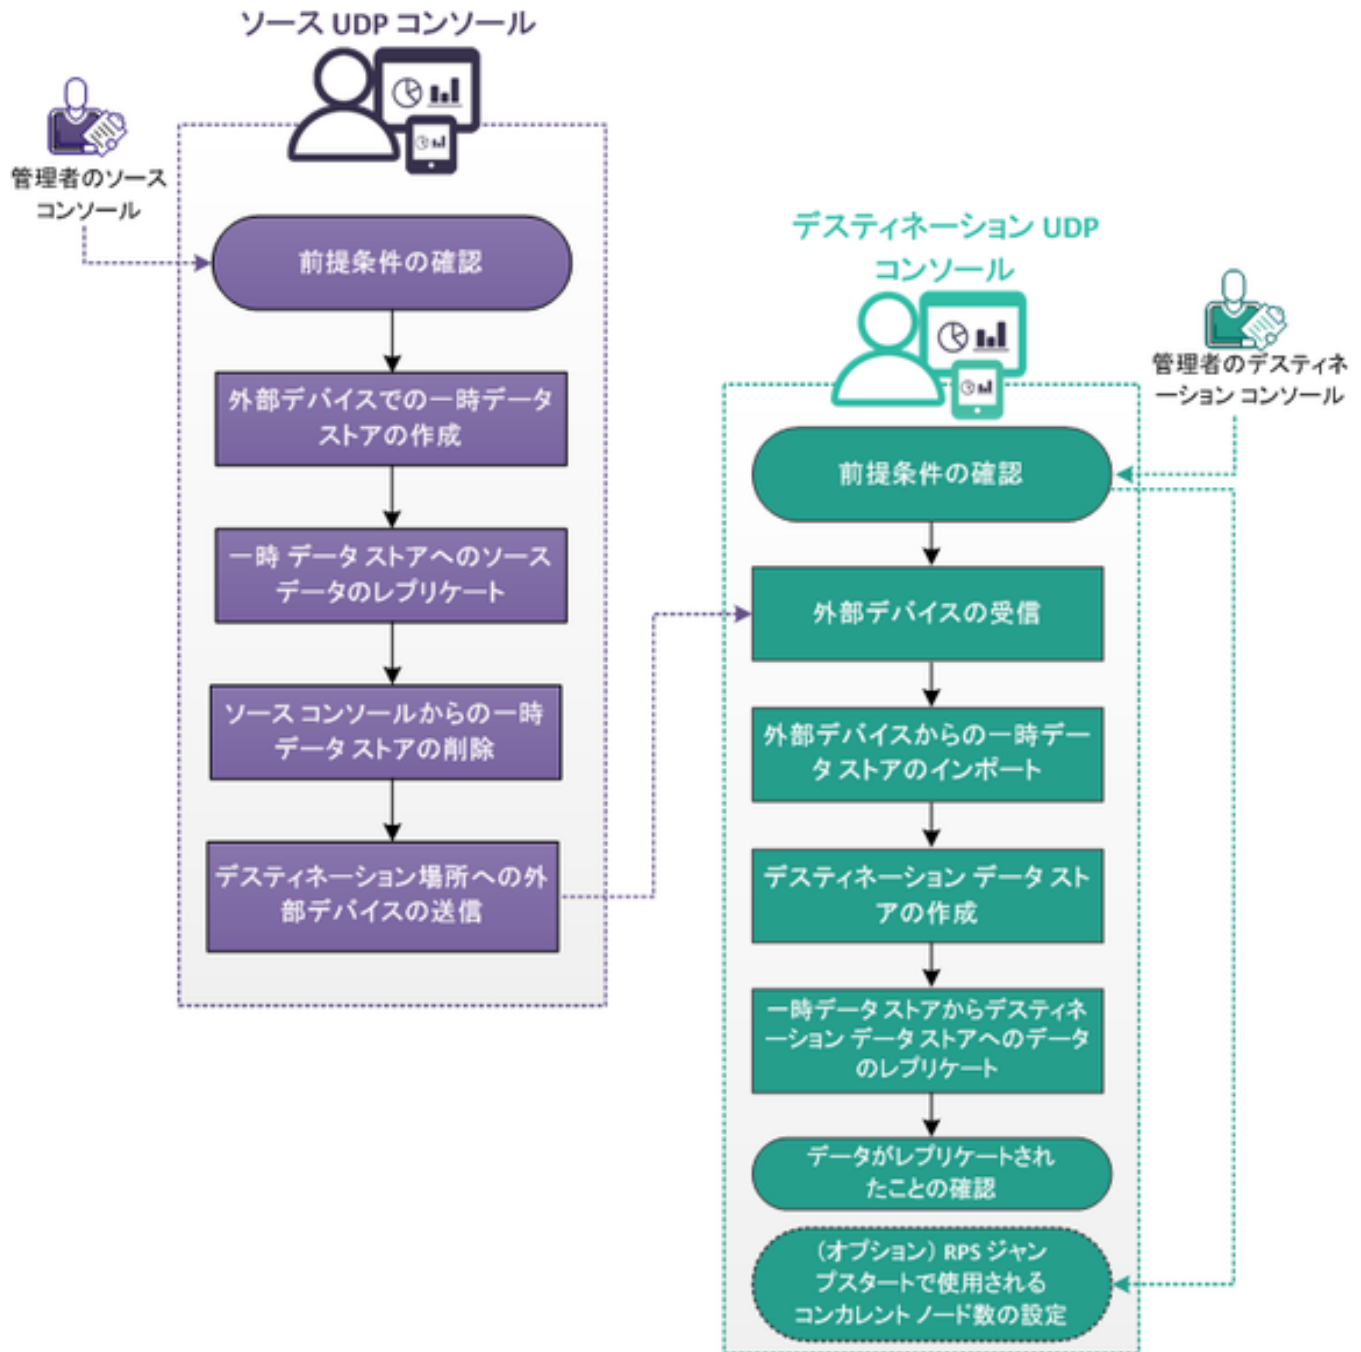 ソース UDP コンソール
管理者のソース
コンソール
前提条件の確認
外部デバイスでの一時データ
ストアの作成
一時 データ ストアへのソース
データのレプリケート
ソース コンソールからの一時
データ ストアの削除
デスティネーション場所への外
部デバイスの送信
デスティネーション UDP
コンソール
管理者のデスティネ
ーション コンソール
前提条件の確認
外部デバイスの受信
外部デバイスからの一時デー
タ ストアのインポート
デスティネーション データ スト
アの作成
一時データ ストアからデスティネ
ーション データ ストアへのデータ
のレプリケート
データがレプリケートされ
たことの確認
（オプション）RPS ジャン
プスタートで使用される
コンカレント ノード数の設定